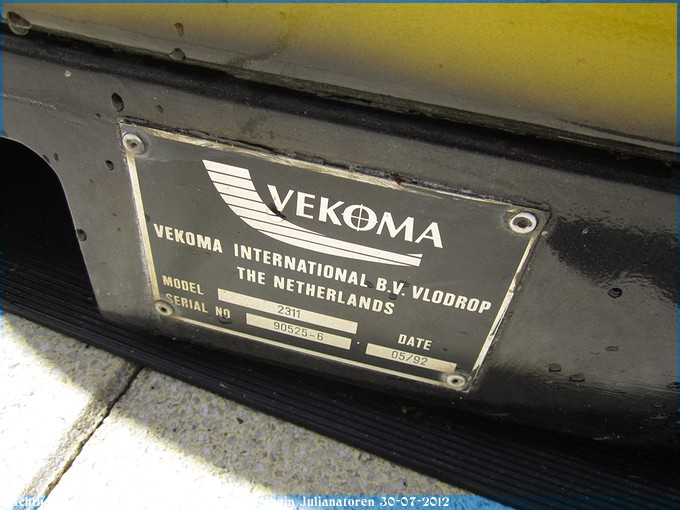 VEKOMA
VEKOMA INTERNATIONAL B.V. VLODROP
THE NETHERLANDS
MODEL 2311
SERIAL NO 90525-6 DATE 05/92
Julianatoren 30-07-2012